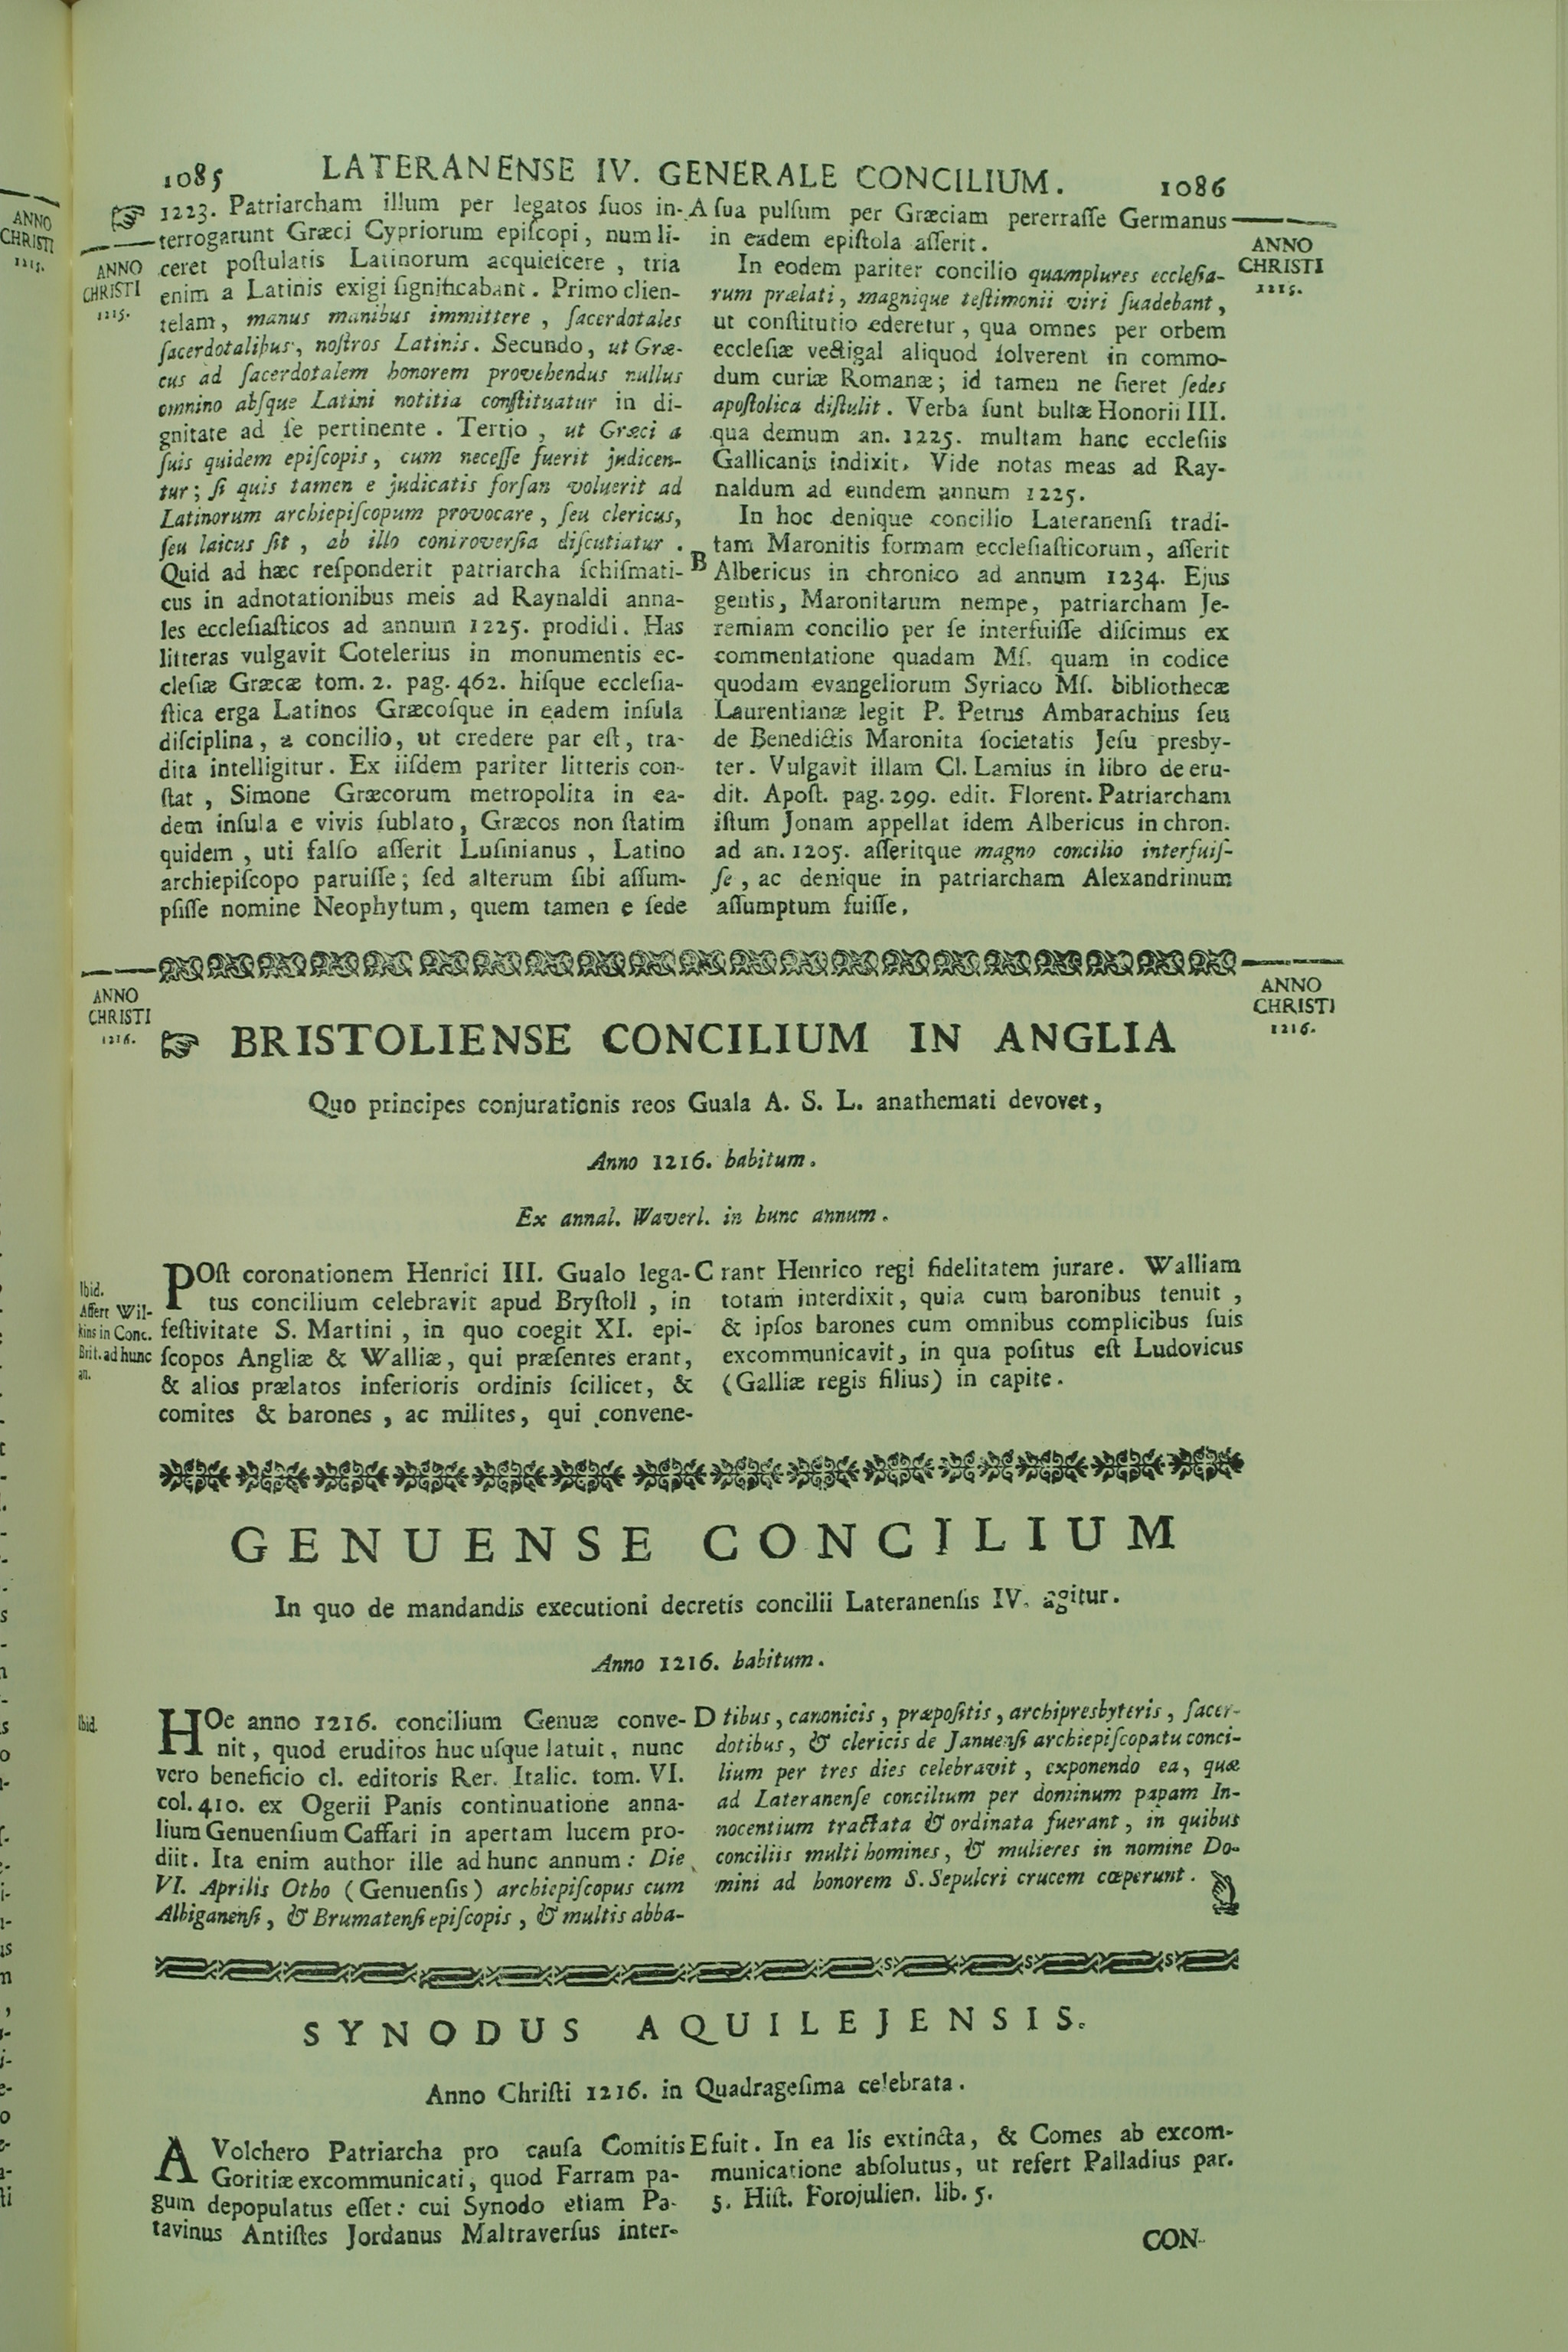 1085 LATERANENSE IV. GENERALE CONCILIUM. 1086
ANNO
CHRISTI
1215.
1223. Patriarcham illum per legatos ſuos in-
terrogarunt Græci Cypriorum epiſcopi, num li-
ceret poſtulatis Latinorum acquieſcere, tria
enim a Latinis exigi ſignificabant. Primo clien-
telam, manus manibus immittere, ſacerdotales
ſacerdotalibus, noſtros Latinis. Secundo, ut Græ-
cus ad ſacerdotalem honorem provehendus nullus
omnino abſque Latini notitia conſtituatur in di-
gnitate ad ſe pertinente. Tertio, ut Græci a
ſuis quidem epiſcopis, cum neceſſe fuerit judicen-
tur; ſi quis tamen e judicatis forſan voluerit ad
Latinorum archiepiſcopum provocare, ſeu clericus,
ſeu laicus ſit, ab illo controverſia diſcutiatur.
Quid ad hæc reſponderit patriarcha ſchiſmati-
cus in adnotationibus meis ad Raynaldi anna-
les eccleſiaſticos ad annum 1225. prodidi. Has
litteras vulgavit Cotelerius in monumentis ec-
cleſiæ Græcæ tom. 2. pag. 462. hiſque eccleſia-
ſtica erga Latinos Græcoſque in eadem inſula
diſciplina, a concilio, ut credere par eſt, tra-
dita intelligitur. Ex iiſdem pariter litteris con-
ſtat, Simone Græcorum metropolita in ea-
dem inſula e vivis ſublato, Græcos non ſtatim
quidem, uti falſo aſſerit Luſinianus, Latino
archiepiſcopo paruiſſe; ſed alterum ſibi aſſum-
pſiſſe nomine Neophytum, quem tamen e ſede
A ſua pulſum per Græciam pererraſſe Germanus
in eadem epiſtola aſſerit.
In eodem pariter concilio quamplures eccleſia-
rum prælati, magnique teſtimonii viri ſuadebant,
ut conſtitutio ederetur, qua omnes per orbem
eccleſiæ vectigal aliquod ſolverent in commo-
dum curiæ Romanæ; id tamen ne fieret ſedes
apoſtolica diſtulit. Verba ſunt bullæ Honorii III.
qua demum an. 1225. multam hanc eccleſiis
Gallicanis indixit. Vide notas meas ad Ray-
naldum ad eundem annum 1225.
In hoc denique concilio Lateranenſi tradi-
tam Maronitis formam eccleſiaſticorum, aſſerit
B Albericus in chronico ad annum 1234. Ejus
gentis, Maronitarum nempe, patriarcham Je-
remiam concilio per ſe interfuiſſe diſcimus ex
commentatione quadam Mſ. quam in codice
quodam evangeliorum Syriaco Mſ. bibliothecæ
Laurentianæ legit P. Petrus Ambarachius ſeu
de Benedictis Maronita ſocietatis Jeſu presby-
ter. Vulgavit illam Cl. Lamius in libro de eru-
dit. Apoſt. pag. 299. edit. Florent. Patriarcham
iſtum Jonam appellat idem Albericus in chron.
ad an. 1205. aſſeritque magno concilio interfuiſ-
ſe, ac denique in patriarcham Alexandrinum
aſſumptum fuiſſe.
ANNO
CHRISTI
1215.
ANNO
CHRISTI
1216.
BRISTOLIENSE CONCILIUM IN ANGLIA
ANNO
CHRISTI
1216.
Quo principes conjurationis reos Guala A. S. L. anathemati devovet,
Anno 1216. habitum.
Ex annal. Waverl. in hunc annum.
Ibid.
Affert Wil-
kins in Conc.
Brit. ad hunc
an.
POſt coronationem Henrici III. Gualo lega-
tus concilium celebravit apud Bryſtoll, in
feſtivitate S. Martini, in quo coegit XI. epi-
ſcopos Angliæ & Walliæ, qui præſentes erant,
& alios prælatos inferioris ordinis ſcilicet, &
comites & barones, ac milites, qui convene-
C rant Henrico regi fidelitatem jurare. Walliam
totam interdixit, quia cum baronibus tenuit,
& ipſos barones cum omnibus complicibus ſuis
excommunicavit, in qua poſitus eſt Ludovicus
(Galliæ regis filius) in capite.
GENUENSE CONCILIUM
In quo de mandandis executioni decretis concilii Lateranenſis IV. agitur.
Anno 1216. habitum.
Ibid.
HOe anno 1216. concilium Genuæ conve-
nit, quod eruditos huc uſque latuit, nunc
vero beneficio cl. editoris Rer. Italic. tom. VI.
col. 410. ex Ogerii Panis continuatione anna-
lium Genuenſium Caffari in apertam lucem pro-
diit. Ita enim author ille ad hunc annum: Die
VI. Aprilis Otho (Genuenſis) archiepiſcopus cum
Albiganenſi, & Brumatenſi epiſcopis, & multis abba-
D tibus, canonicis, præpoſitis, archipresbyteris, ſacer-
dotibus, & clericis de Januenſi archiepiſcopatu conci-
lium per tres dies celebravit, exponendo ea, quæ
ad Lateranenſe concilium per dominum papam In-
nocentium tractata & ordinata fuerant, in quibus
conciliis multi homines, & mulieres in nomine Do-
mini ad honorem S. Sepulcri crucem cœperunt.
SYNODUS AQUILEJENSIS.
Anno Chriſti 1216. in Quadrageſima celebrata.
A Volchero Patriarcha pro cauſa Comitis
Goritiæ excommunicati, quod Farram pa-
gum depopulatus eſſet: cui Synodo etiam Pa-
tavinus Antiſtes Jordanus Maltraverſus inter-
E fuit. In ea lis extincta, & Comes ab excom-
municatione abſolutus, ut refert Palladius par.
5. Hiſt. Forojulien. lib. 5.
CON-